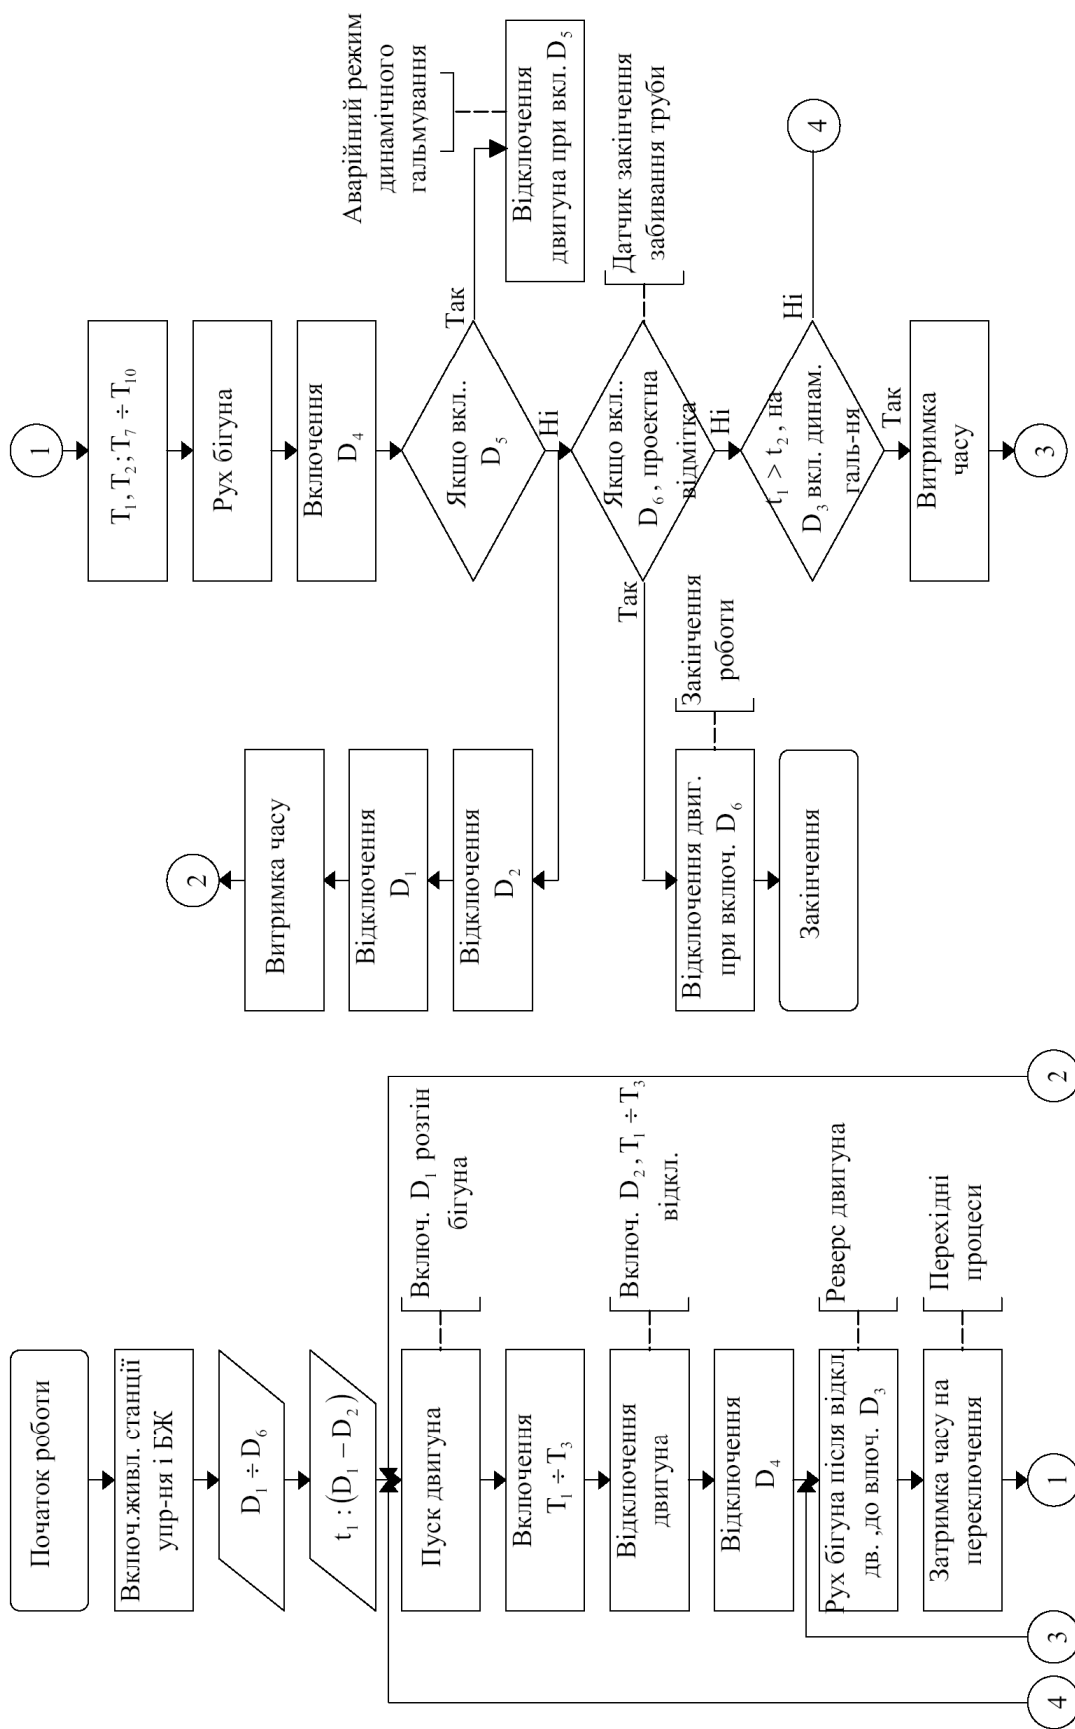 Початок роботи
Включ.живл. станції
упр-ня і БЖ
D₁ ÷ D₆
t₁ : (D₁ − D₂)
Пуск двигуна
Включ. D₁ розгін
бігуна
Включення
T₁ ÷ T₃
Відключення
двигуна
Включ. D₂, T₁ ÷ T₃
відкл.
Відключення
D₄
Рух бігуна після відкл.
дв. ,до включ. D₃
Реверс двигуна
Затримка часу на
переключення
Перехідні
процеси
4
3
1
2
2
Витримка часу
Відключення
D₁
Відключення
D₂
Відключення двиг.
при включ. D₆
Закінчення
роботи
Закінчення
1
T₁, T₂; T₇ ÷ T₁₀
Рух бігуна
Включення
D₄
Якщо вкл..
D₅
Так
Ні
Аварійний режим
динамічного
гальмування
Відключення
двигуна при вкл. D₅
Якщо вкл..
D₆, проектна
відмітка
Так
Ні
Датчик закінчення
забивання труби
t₁ > t₂, на
D₃ вкл. динам.
галь-ня
Ні
Так
4
Витримка
часу
3